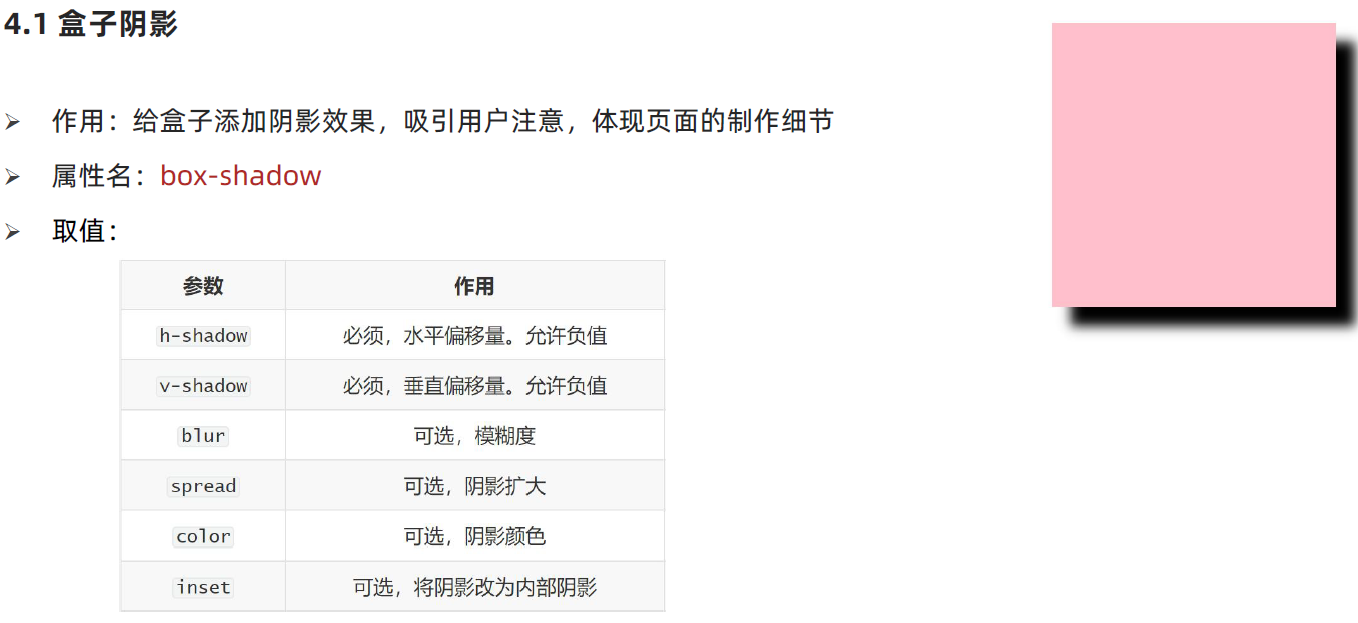 4.1 盒子阴影
作用：给盒子添加阴影效果，吸引用户注意，体现页面的制作细节
属性名：box-shadow
取值：
参数 作用
h-shadow 必须，水平偏移量。允许负值
v-shadow 必须，垂直偏移量。允许负值
blur 可选，模糊度
spread 可选，阴影扩大
color 可选，阴影颜色
inset 可选，将阴影改为内部阴影